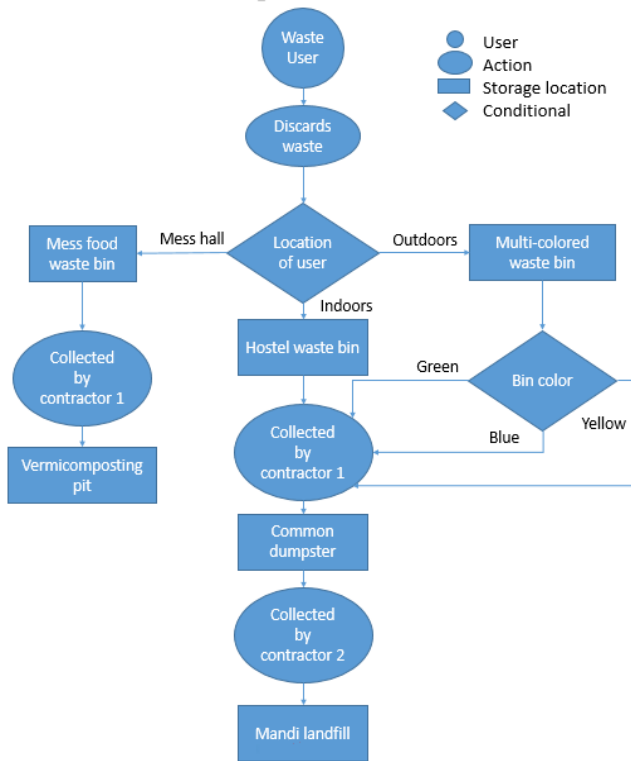 Waste
User
User
Action
Storage location
Conditional
Discards
waste
Mess food
waste bin
Mess hall
Location
of user
Outdoors
Multi-colored
waste bin
Indoors
Hostel waste bin
Collected
by
contractor 1
Green
Bin color
Yellow
Blue
Collected
by
contractor 1
Vermicomposting
pit
Common
dumpster
Collected
by
contractor 2
Mandi landfill